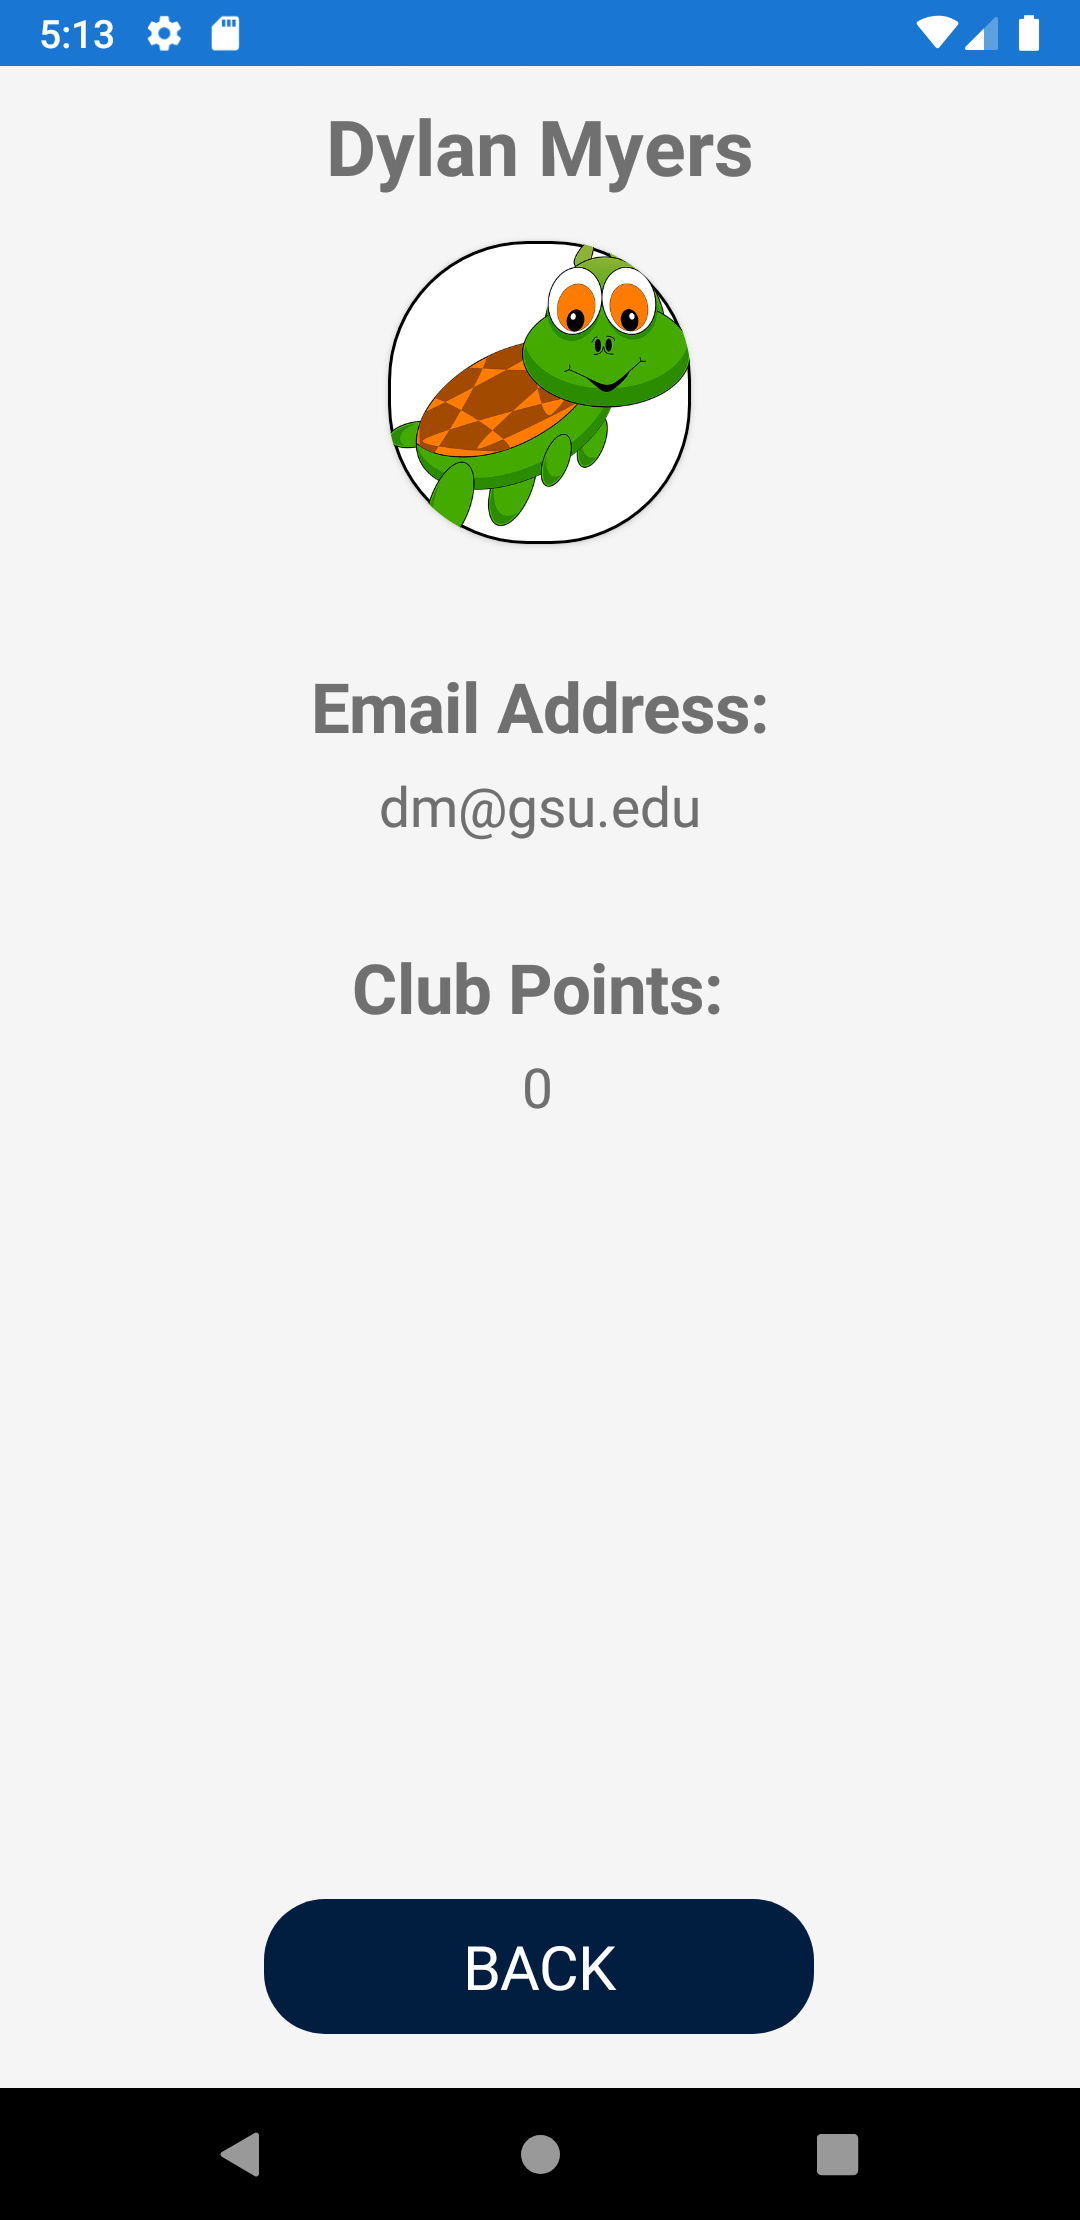 5:13
Dylan Myers
Email Address:
dm@gsu.edu
Club Points:
0
BACK